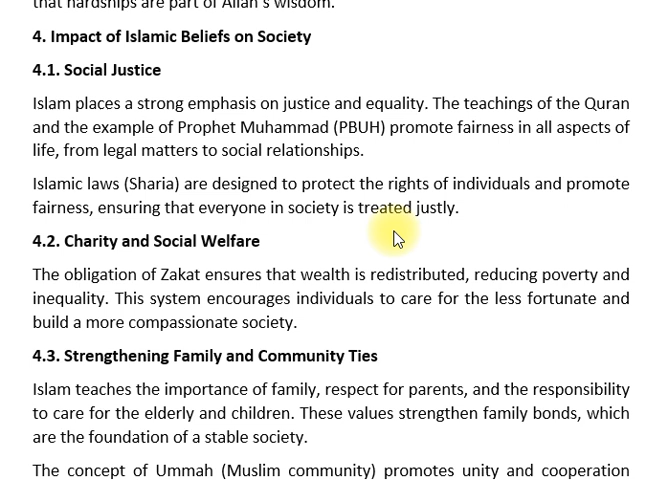 that hardships are part of Allah's wisdom.
4. Impact of Islamic Beliefs on Society
4.1. Social Justice
Islam places a strong emphasis on justice and equality. The teachings of the Quran
and the example of Prophet Muhammad (PBUH) promote fairness in all aspects of
life, from legal matters to social relationships.
Islamic laws (Sharia) are designed to protect the rights of individuals and promote
fairness, ensuring that everyone in society is treated justly.
4.2. Charity and Social Welfare
The obligation of Zakat ensures that wealth is redistributed, reducing poverty and
inequality. This system encourages individuals to care for the less fortunate and
build a more compassionate society.
4.3. Strengthening Family and Community Ties
Islam teaches the importance of family, respect for parents, and the responsibility
to care for the elderly and children. These values strengthen family bonds, which
are the foundation of a stable society.
The concept of Ummah (Muslim community) promotes unity and cooperation